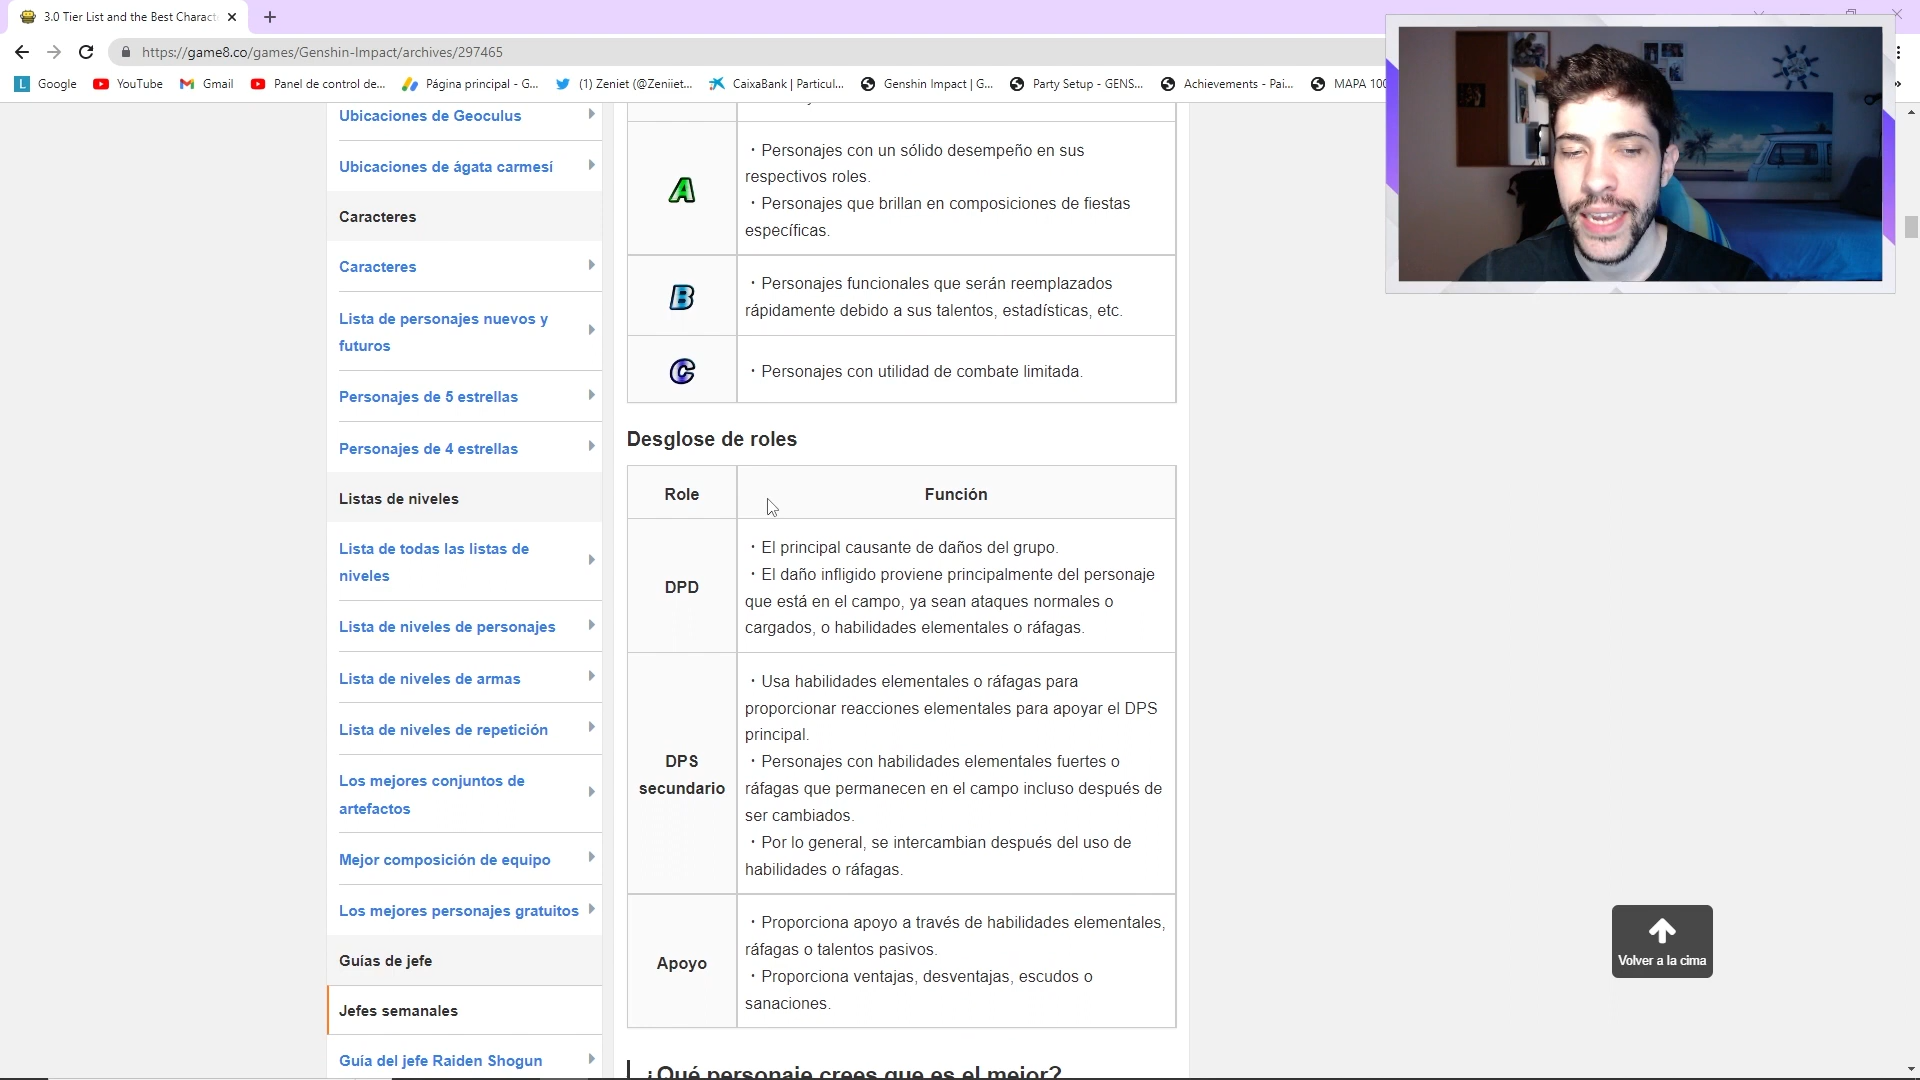 3.0 Tier List and the Best Charact
https://game8.co/games/Genshin-Impact/archives/297465
Google
YouTube
Gmail
Panel de control de...
Página principal - G...
(1) Zeniet (@Zeniiet...
CaixaBank | Particul...
Genshin Impact | G...
Party Setup - GENS...
Achievements - Pai...
MAPA 100
Ubicaciones de Geoculus
Ubicaciones de ágata carmesí
Caracteres
Caracteres
Lista de personajes nuevos y
futuros
Personajes de 5 estrellas
Personajes de 4 estrellas
Listas de niveles
Lista de todas las listas de
niveles
Lista de niveles de personajes
Lista de niveles de armas
Lista de niveles de repetición
Los mejores conjuntos de
artefactos
Mejor composición de equipo
Los mejores personajes gratuitos
Guías de jefe
Jefes semanales
Guía del jefe Raiden Shogun
A
・Personajes con un sólido desempeño en sus
respectivos roles.
・Personajes que brillan en composiciones de fiestas
específicas.
B
・Personajes funcionales que serán reemplazados
rápidamente debido a sus talentos, estadísticas, etc.
C
・Personajes con utilidad de combate limitada.
Desglose de roles
Role
Función
DPD
・El principal causante de daños del grupo.
・El daño infligido proviene principalmente del personaje
que está en el campo, ya sean ataques normales o
cargados, o habilidades elementales o ráfagas.
DPS
secundario
・Usa habilidades elementales o ráfagas para
proporcionar reacciones elementales para apoyar el DPS
principal.
・Personajes con habilidades elementales fuertes o
ráfagas que permanecen en el campo incluso después de
ser cambiados.
・Por lo general, se intercambian después del uso de
habilidades o ráfagas.
Apoyo
・Proporciona apoyo a través de habilidades elementales,
ráfagas o talentos pasivos.
・Proporciona ventajas, desventajas, escudos o
sanaciones.
¿Qué personaje crees que es el mejor?
Volver a la cima